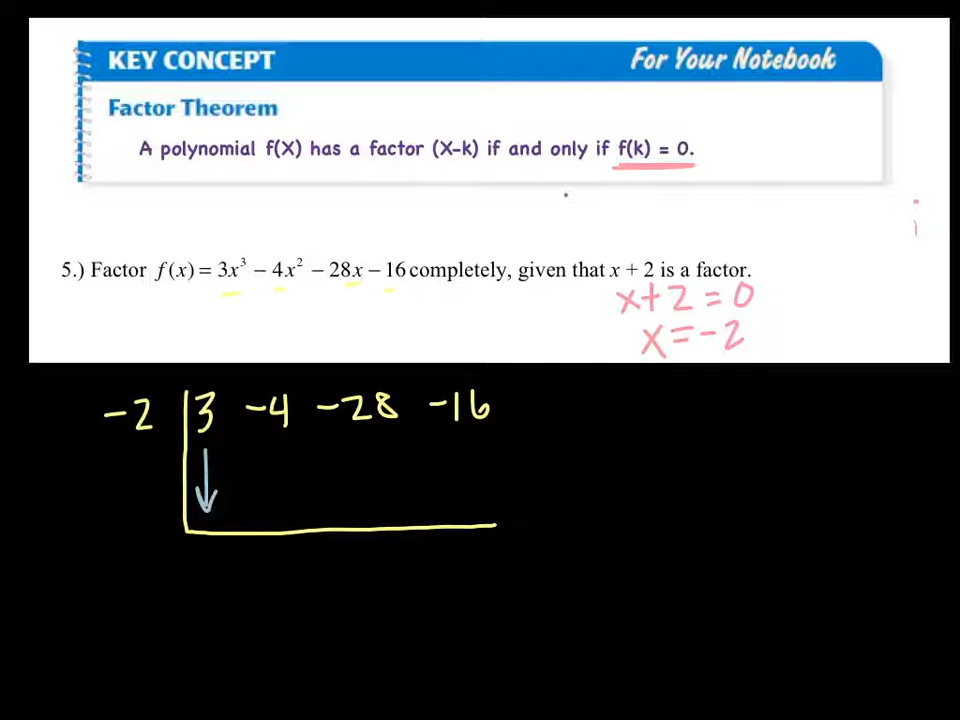 KEY CONCEPT
For Your Notebook
Factor Theorem
A polynomial f(X) has a factor (X-k) if and only if f(k) = 0.
5.) Factor f(x) = 3x³ − 4x² − 28x − 16 completely, given that x + 2 is a factor.
x+2=0
x=-2
-2 3 -4 -28 -16